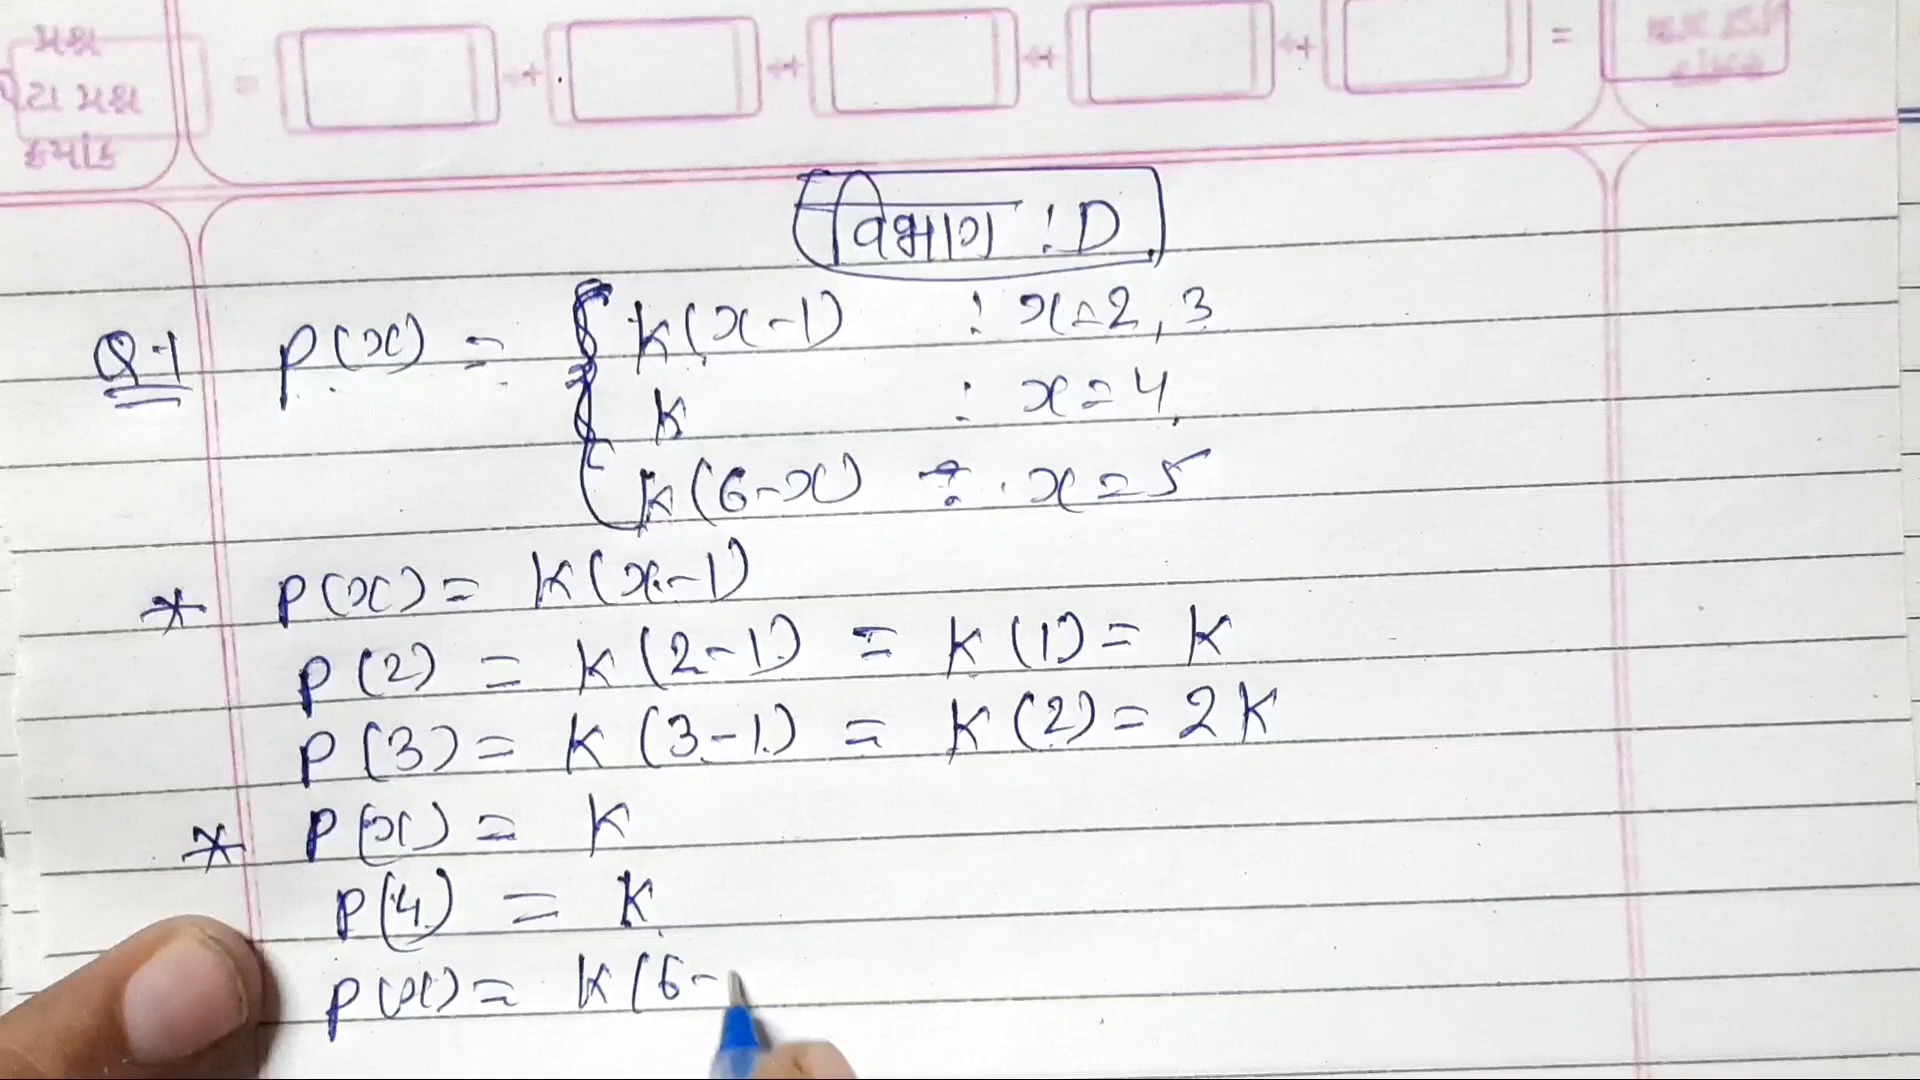 પ્રશ્ન
પેટા પ્રશ્ન
ક્રમાંક
= + + + + =
विभाग : D
Q.1 P(x) = { k(x-1) : x=2, 3
k : x=4
k(6-x) : x=5
* P(x) = k(x-1)
P(2) = k(2-1) = k(1) = k
P(3) = k(3-1) = k(2) = 2k
* P(x) = k
P(4) = k
P(x) = k(6-